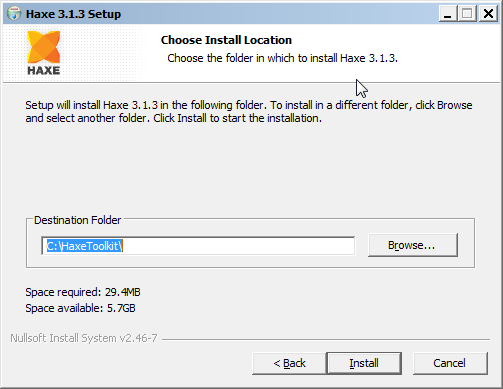 Haxe 3.1.3 Setup
HAXE
Choose Install Location
Choose the folder in which to install Haxe 3.1.3.
Setup will install Haxe 3.1.3 in the following folder. To install in a different folder, click Browse
and select another folder. Click Install to start the installation.
Destination Folder
C:\HaxeToolkit\
Browse...
Space required: 29.4MB
Space available: 5.7GB
Nullsoft Install System v2.46-7
< Back
Install
Cancel